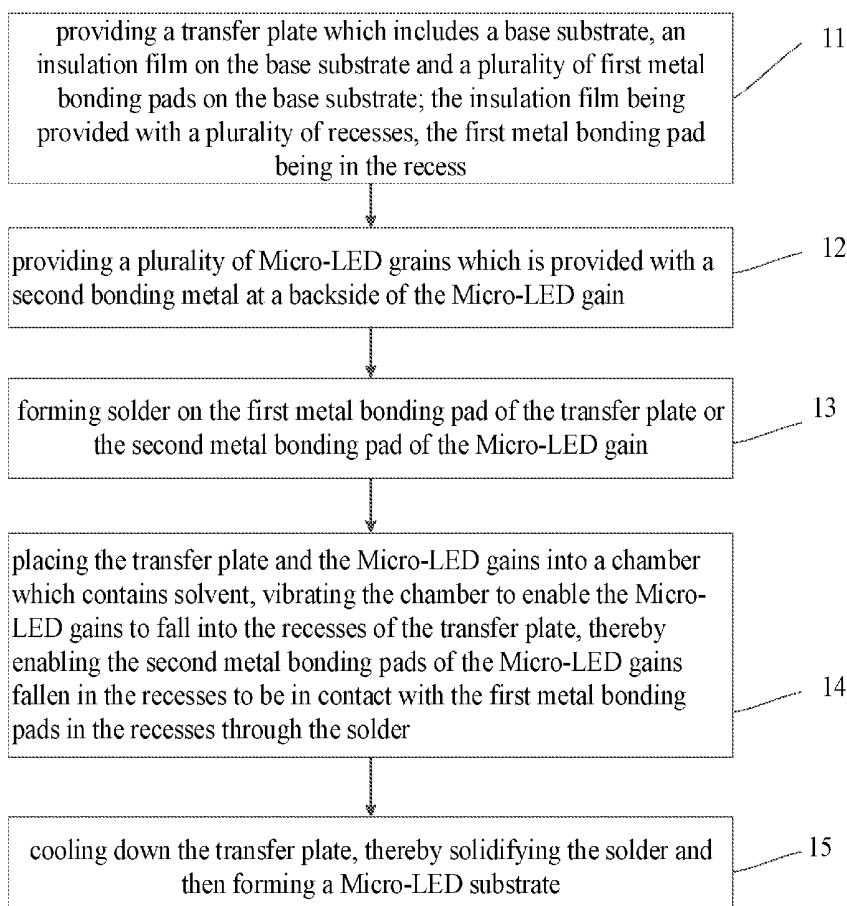 providing a transfer plate which includes a base substrate, an
insulation film on the base substrate and a plurality of first metal
bonding pads on the base substrate; the insulation film being
provided with a plurality of recesses, the first metal bonding pad
being in the recess
11
providing a plurality of Micro-LED grains which is provided with a
second bonding metal at a backside of the Micro-LED gain
12
forming solder on the first metal bonding pad of the transfer plate or
the second metal bonding pad of the Micro-LED gain
13
placing the transfer plate and the Micro-LED gains into a chamber
which contains solvent, vibrating the chamber to enable the Micro-
LED gains to fall into the recesses of the transfer plate, thereby
enabling the second metal bonding pads of the Micro-LED gains
fallen in the recesses to be in contact with the first metal bonding
pads in the recesses through the solder
14
cooling down the transfer plate, thereby solidifying the solder and
then forming a Micro-LED substrate
15